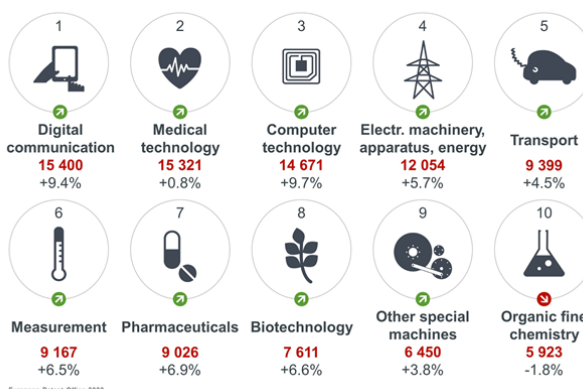 1
2
3
4
5
Digital
communication
15 400
+9.4%
Medical
technology
15 321
+0.8%
Computer
technology
14 671
+9.7%
Electr. machinery,
apparatus, energy
12 054
+5.7%
Transport
9 399
+4.5%
6
7
8
9
10
Measurement
9 167
+6.5%
Pharmaceuticals
9 026
+6.9%
Biotechnology
7 611
+6.6%
Other special
machines
6 450
+3.8%
Organic fine
chemistry
5 923
-1.8%